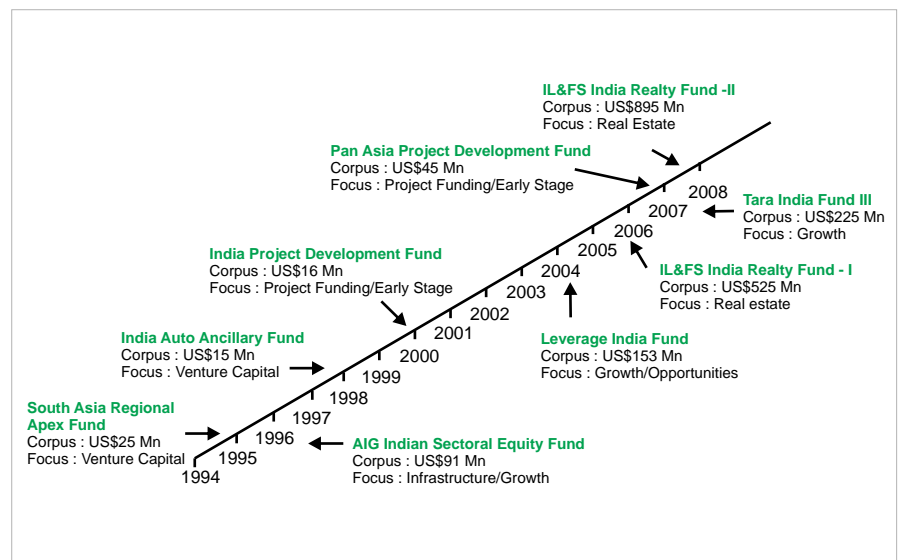 IL&FS India Realty Fund -II
Corpus : US$895 Mn
Focus : Real Estate
Pan Asia Project Development Fund
Corpus : US$45 Mn
Focus : Project Funding/Early Stage
2008
2007
Tara India Fund III
Corpus : US$225 Mn
Focus : Growth
2006
India Project Development Fund
Corpus : US$16 Mn
Focus : Project Funding/Early Stage
2005
2004
IL&FS India Realty Fund - I
Corpus : US$525 Mn
Focus : Real estate
2003
2002
2001
India Auto Ancillary Fund
Corpus : US$15 Mn
Focus : Venture Capital
2000
Leverage India Fund
Corpus : US$153 Mn
Focus : Growth/Opportunities
1999
1998
South Asia Regional
Apex Fund
Corpus : US$25 Mn
Focus : Venture Capital
1997
1996
1995
1994
AIG Indian Sectoral Equity Fund
Corpus : US$91 Mn
Focus : Infrastructure/Growth